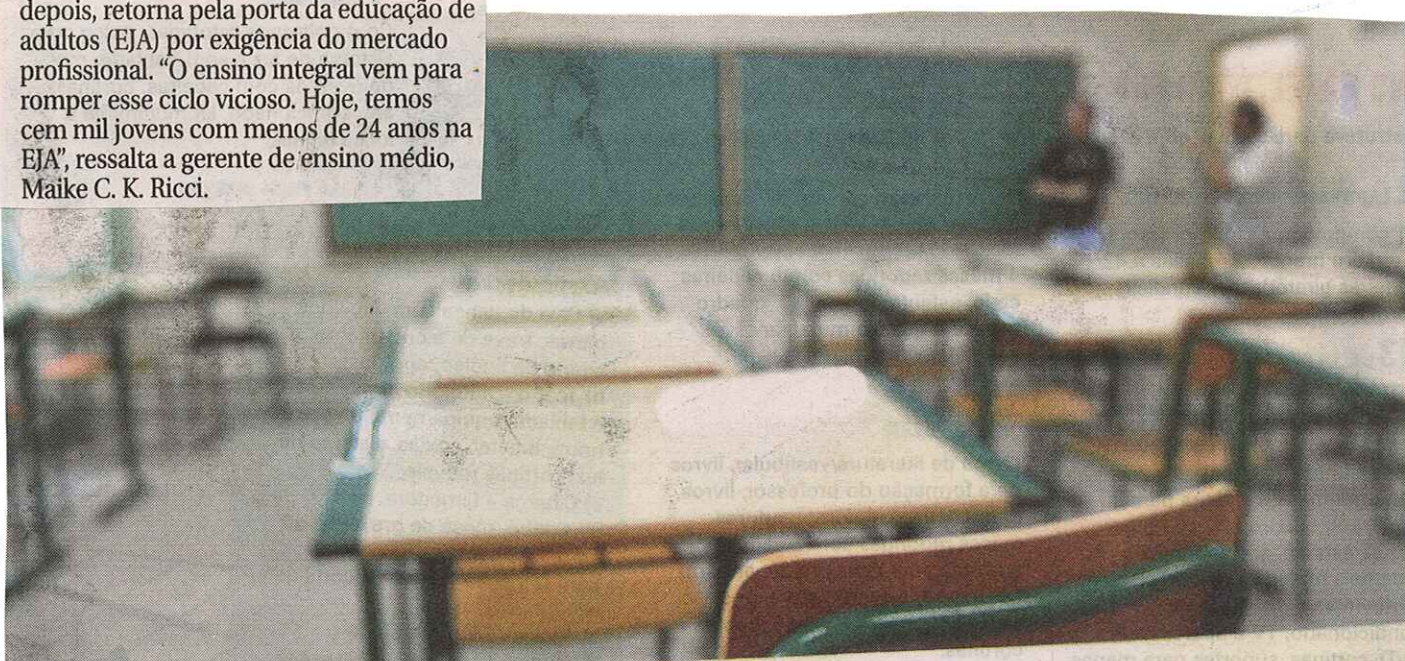 depois, retorna pela porta da educação de
adultos (EJA) por exigência do mercado
profissional. “O ensino integral vem para
romper esse ciclo vicioso. Hoje, temos
cem mil jovens com menos de 24 anos na
EJA”, ressalta a gerente de ensino médio,
Maike C. K. Ricci.